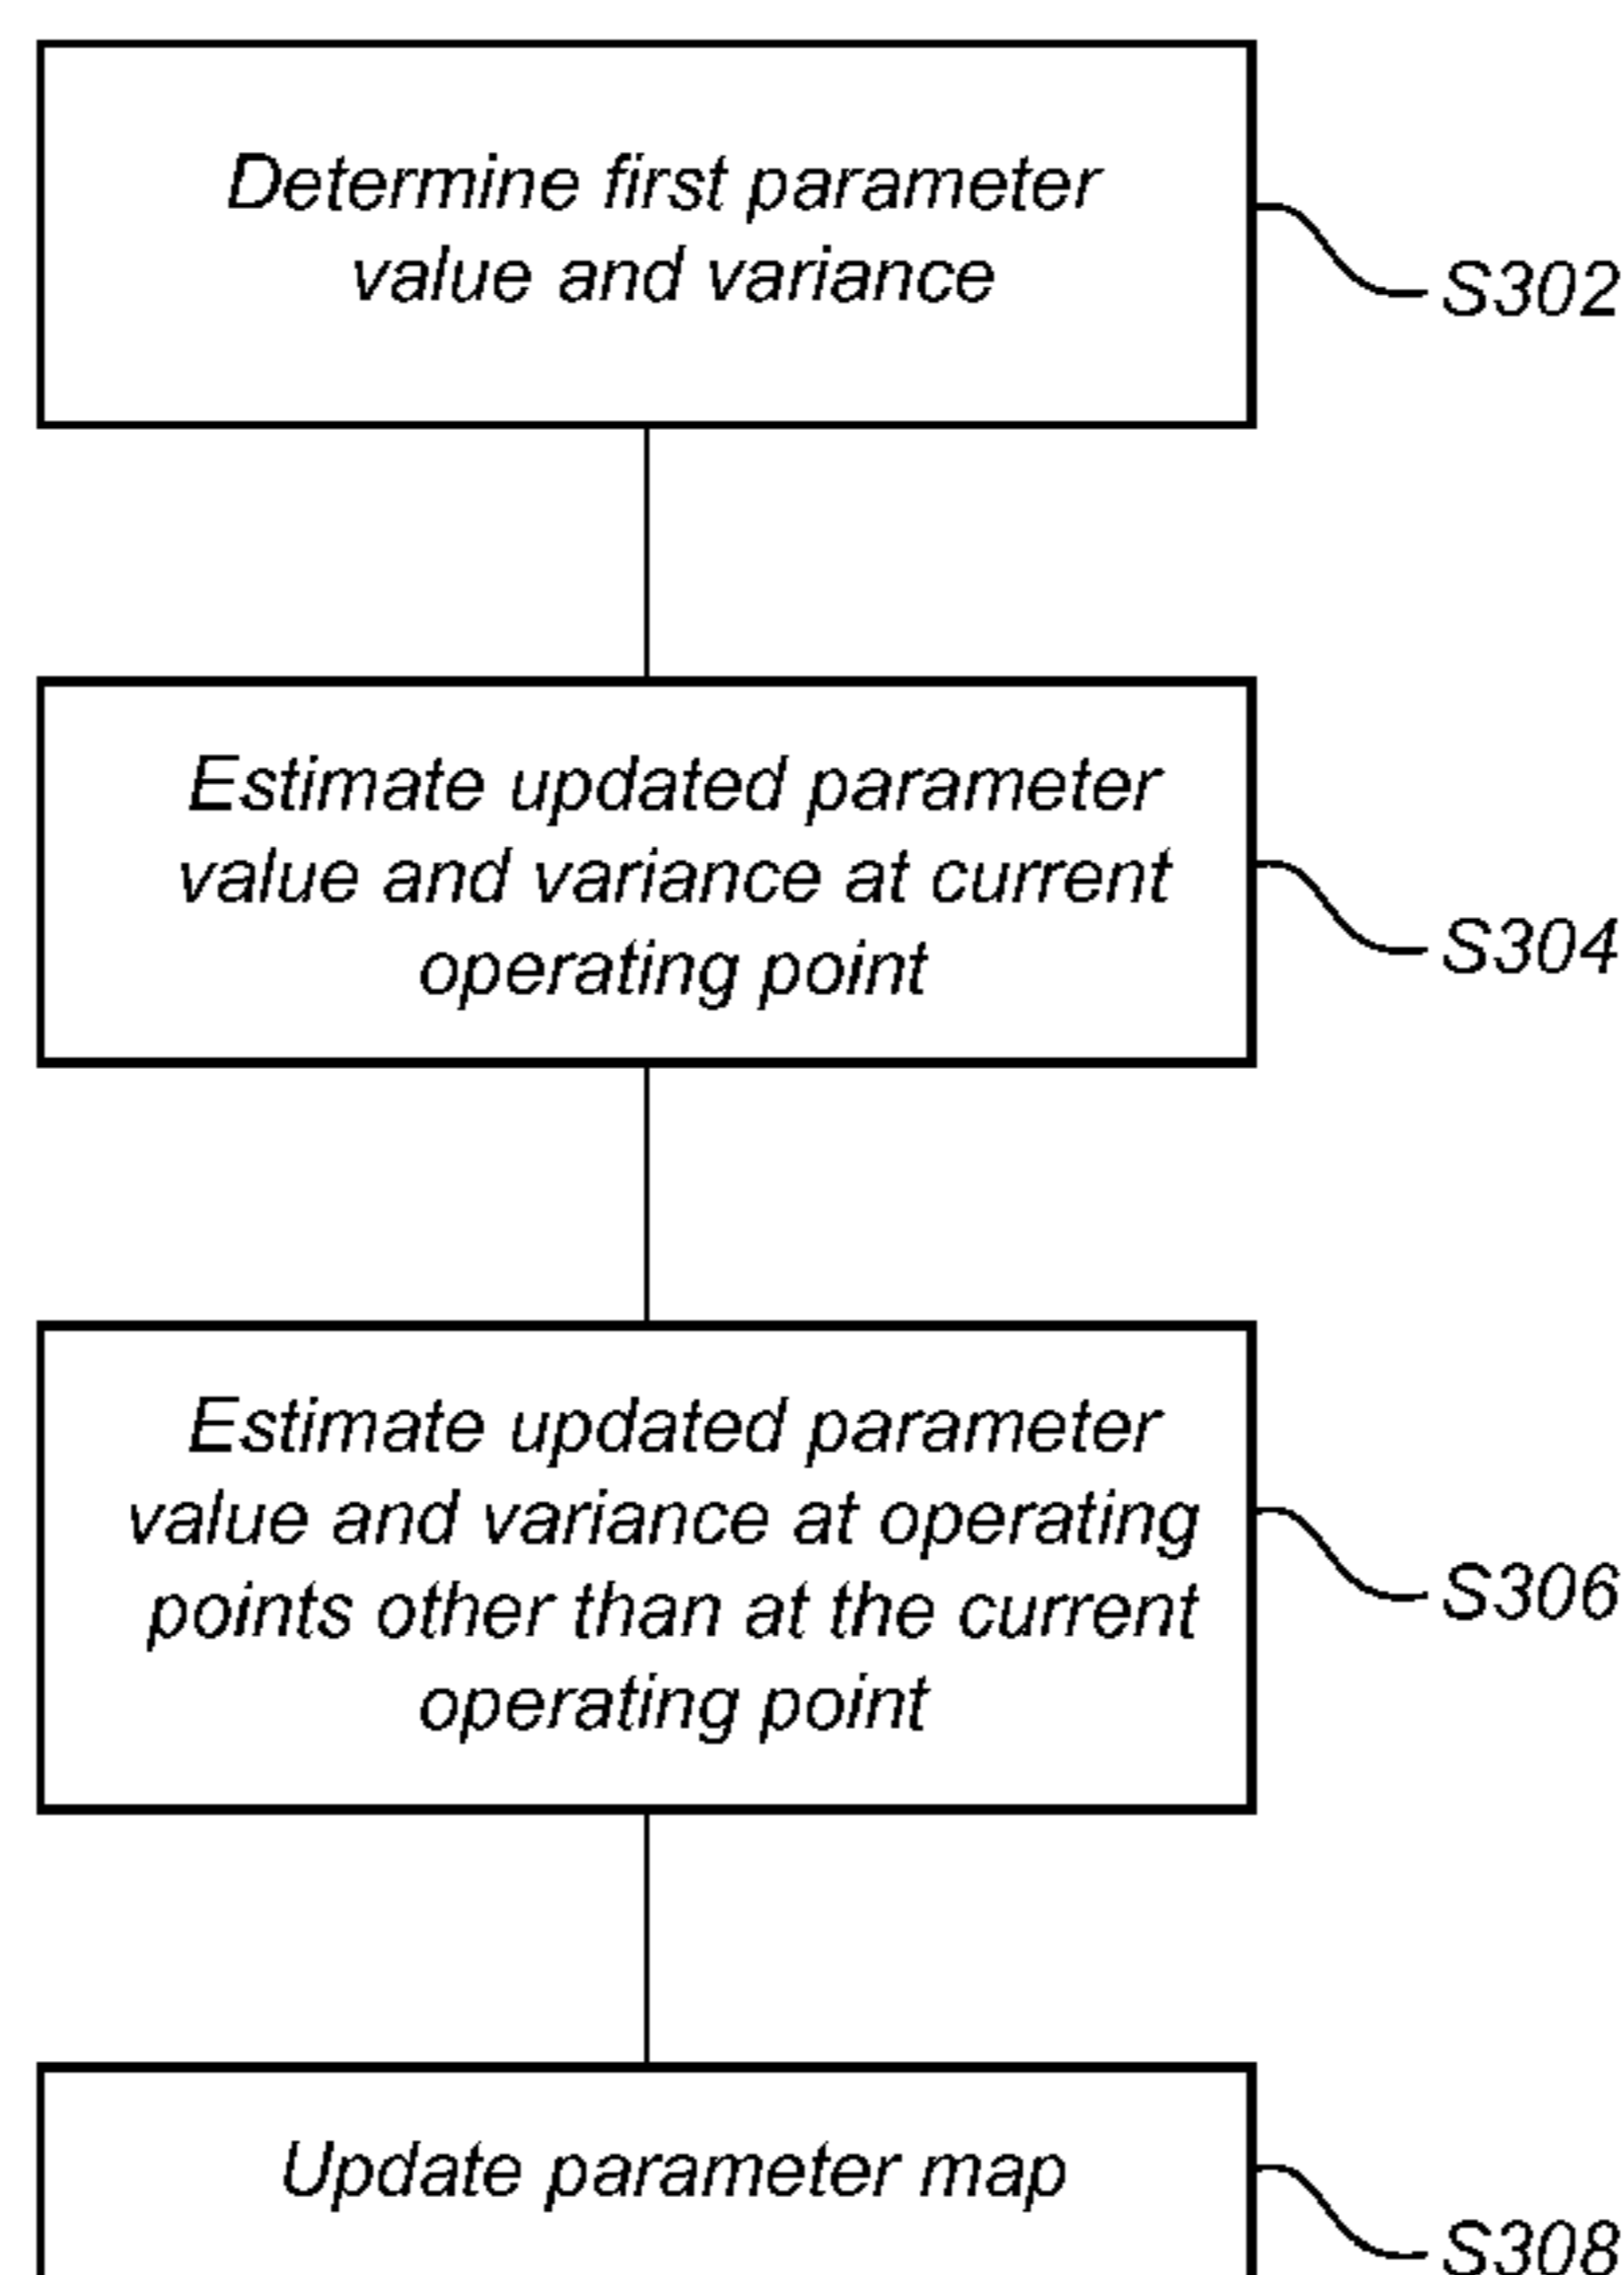 Determine first parameter
value and variance
S302
Estimate updated parameter
value and variance at current
operating point
S304
Estimate updated parameter
value and variance at operating
points other than at the current
operating point
S306
Update parameter map
S308